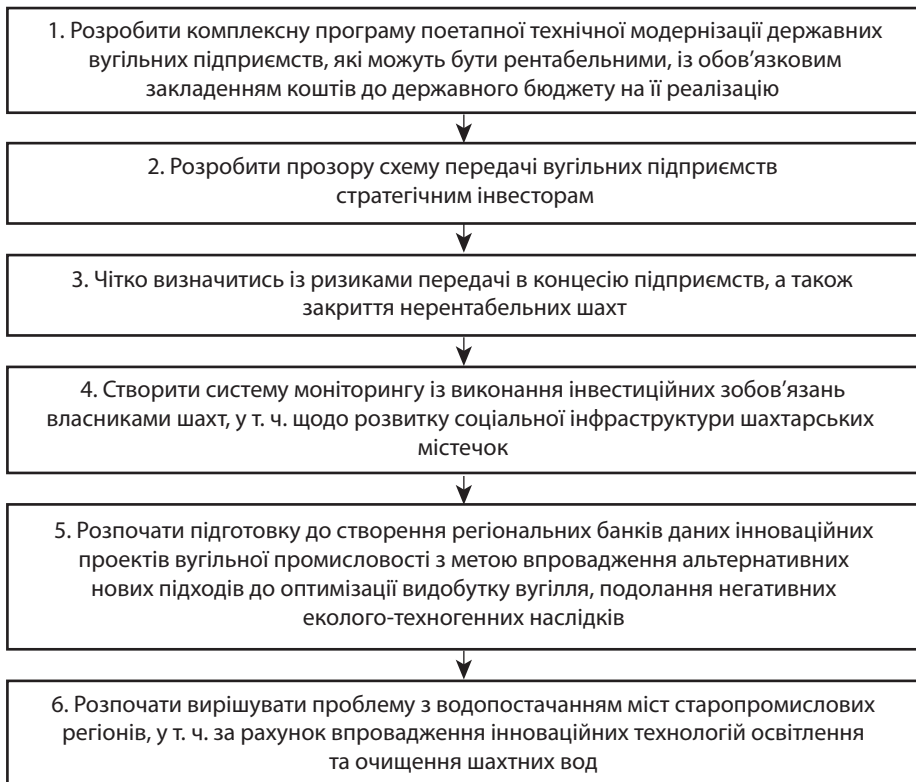 1. Розробити комплексну програму поетапної технічної модернізації державних
вугільних підприємств, які можуть бути рентабельними, із обов’язковим
закладенням коштів до державного бюджету на її реалізацію
2. Розробити прозору схему передачі вугільних підприємств
стратегічним інвесторам
3. Чітко визначитись із ризиками передачі в концесію підприємств, а також
закриття нерентабельних шахт
4. Створити систему моніторингу із виконання інвестиційних зобов’язань
власниками шахт, у т. ч. щодо розвитку соціальної інфраструктури шахтарських
містечок
5. Розпочати підготовку до створення регіональних банків даних інноваційних
проектів вугільної промисловості з метою впровадження альтернативних
нових підходів до оптимізації видобутку вугілля, подолання негативних
еколого-техногенних наслідків
6. Розпочати вирішувати проблему з водопостачанням міст старопромислових
регіонів, у т. ч. за рахунок впровадження інноваційних технологій освітлення
та очищення шахтних вод